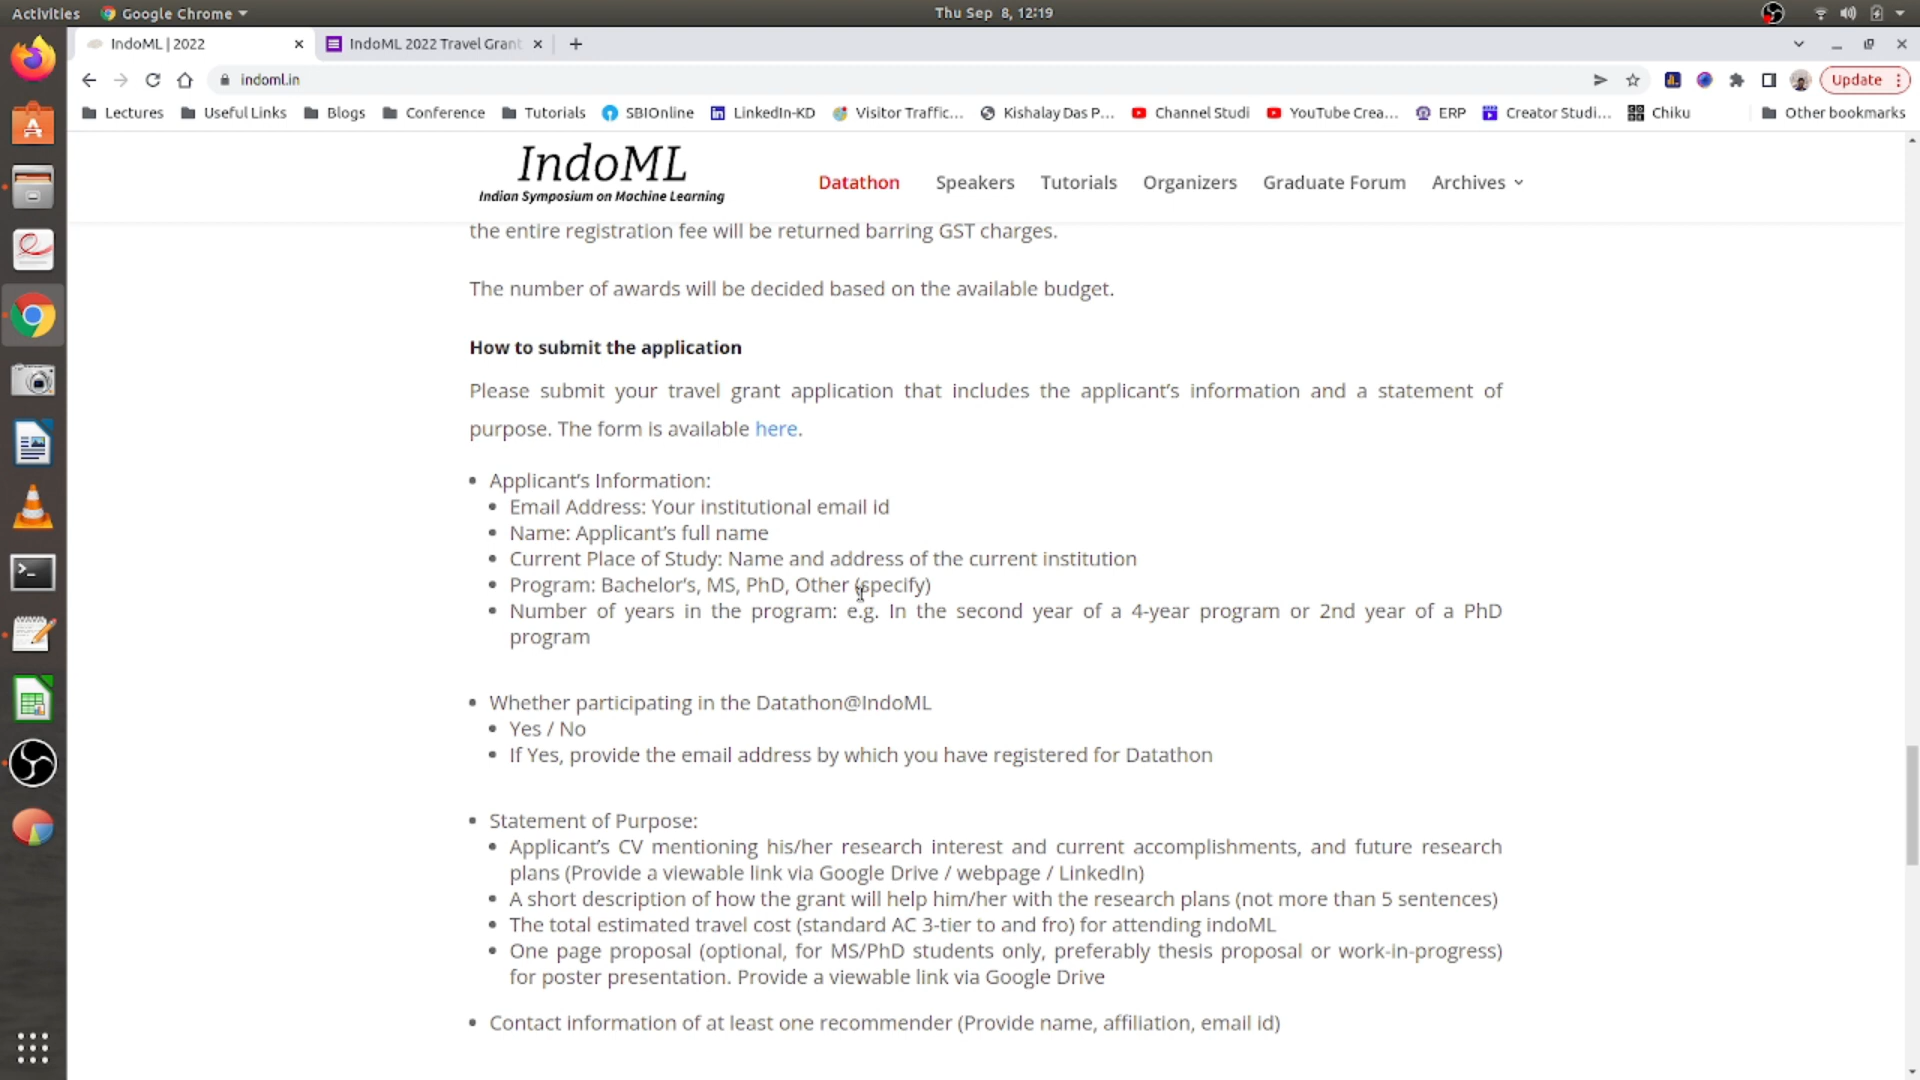 Activities Google Chrome Thu Sep 8, 12:19
IndoML | 2022 IndoML 2022 Travel Grant
indoml.in Update
Lectures Useful Links Blogs Conference Tutorials SBIOnline LinkedIn-KD Visitor Traffic... Kishalay Das P... Channel Studi YouTube Crea... ERP Creator Studi... Chiku Other bookmarks
IndoML
Indian Symposium on Machine Learning
Datathon Speakers Tutorials Organizers Graduate Forum Archives
the entire registration fee will be returned barring GST charges.
The number of awards will be decided based on the available budget.
How to submit the application
Please submit your travel grant application that includes the applicant's information and a statement of
purpose. The form is available here.
• Applicant's Information:
• Email Address: Your institutional email id
• Name: Applicant's full name
• Current Place of Study: Name and address of the current institution
• Program: Bachelor's, MS, PhD, Other (specify)
• Number of years in the program: e.g. In the second year of a 4-year program or 2nd year of a PhD
program
• Whether participating in the Datathon@IndoML
• Yes / No
• If Yes, provide the email address by which you have registered for Datathon
• Statement of Purpose:
• Applicant's CV mentioning his/her research interest and current accomplishments, and future research
plans (Provide a viewable link via Google Drive / webpage / LinkedIn)
• A short description of how the grant will help him/her with the research plans (not more than 5 sentences)
• The total estimated travel cost (standard AC 3-tier to and fro) for attending indoML
• One page proposal (optional, for MS/PhD students only, preferably thesis proposal or work-in-progress)
for poster presentation. Provide a viewable link via Google Drive
• Contact information of at least one recommender (Provide name, affiliation, email id)